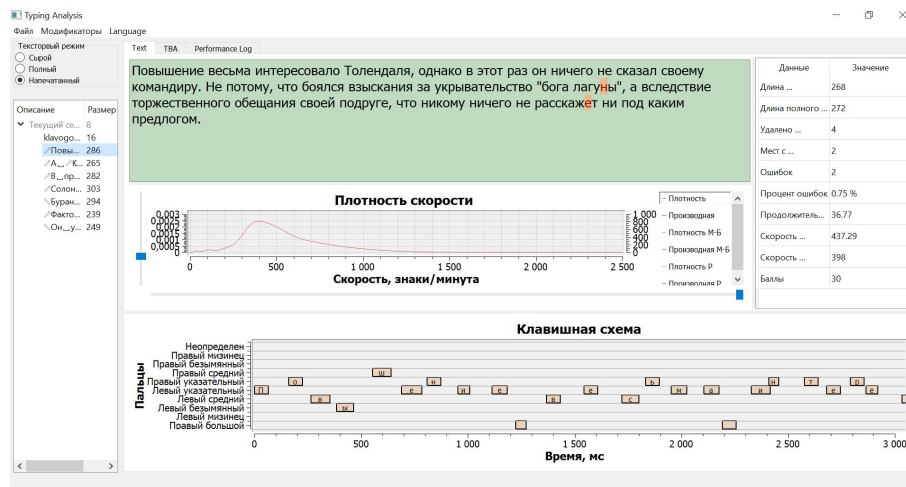 Typing Analysis
Файл Модификаторы Language
Тексторвый режим
Сырой
Полный
Напечатанный
Описание Размер
Текущий се... 8
klavogo... 16
Повы... 286
А␣ К... 265
В␣пр... 282
Солон... 303
Буран... 294
Факто... 239
Он␣у... 249
Text TBA Performance Log
Повышение весьма интересовало Толендаля, однако в этот раз он ничего не сказал своему
командиру. Не потому, что боялся взыскания за укрывательство "бога лагуны", а вследствие
торжественного обещания своей подруге, что никому ничего не расскажет ни под каким
предлогом.
Данные Значение
Длина ... 268
Длина полного ... 272
Удалено ... 4
Мест с ... 2
Ошибок 2
Процент ошибок 0.75 %
Продолжитель... 36.77
Скорость ... 437.29
Скорость ... 398
Баллы 30
Плотность скорости
0,003
0,0025
0,002
0,0015
0,001
0,0005
0
1 000
800
600
400
200
0
0 500 1 000 1 500 2 000 2 500
Скорость, знаки/минута
Плотность
Производная
Плотность М-Б
Производная М-Б
Плотность Р
Производная Р
Клавишная схема
Пальцы
Неопределен
Правый мизинец
Правый безымянный
Правый средний
Правый указательный
Левый указательный
Левый средний
Левый безымянный
Левый мизинец
Правый большой
П о в ы ш е н и е в е с ь м а и н т е р е
0 500 1 000 1 500 2 000 2 500 3 000
Время, мс